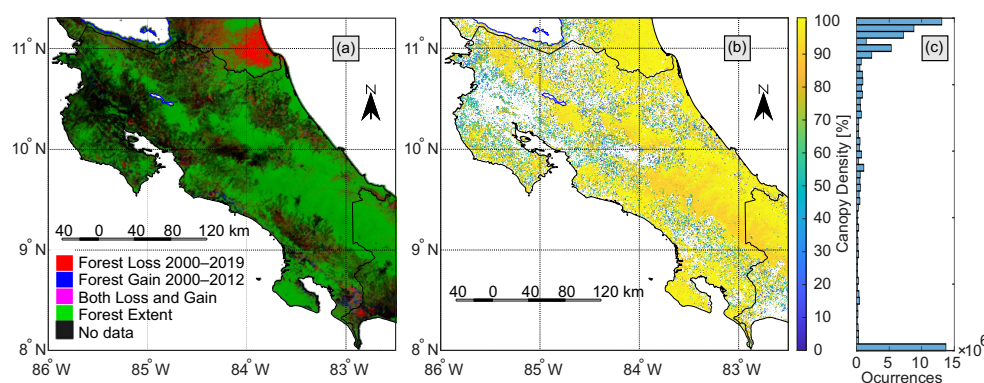 (a)
N
11° N
10° N
9° N
8° N
40 0 40 80 120 km
Forest Loss 2000–2019
Forest Gain 2000–2012
Both Loss and Gain
Forest Extent
No data
86° W 85° W 84° W 83° W
(b)
N
11° N
10° N
9° N
8° N
40 0 40 80 120 km
86° W 85° W 84° W 83° W
100
90
80
70
60
50
40
30
20
10
0
Canopy Density [%]
(c)
0 5 10 15
×10⁶
Ocurrences